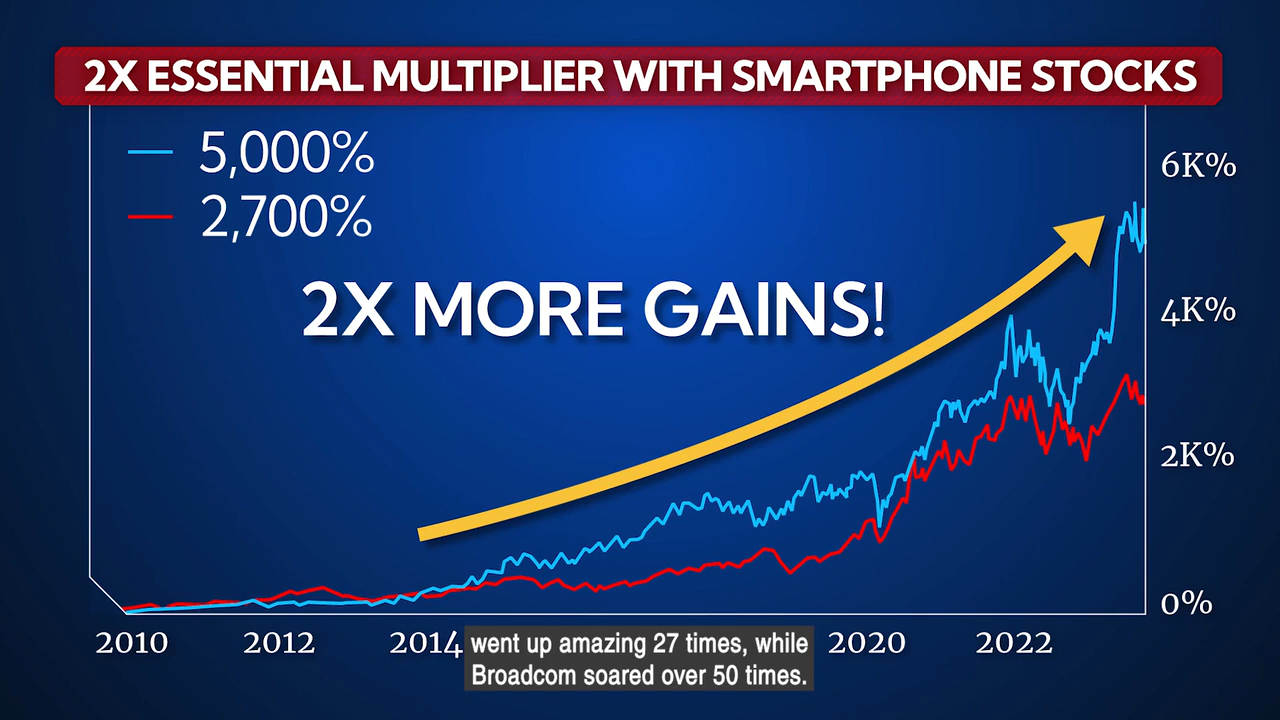 2X ESSENTIAL MULTIPLIER WITH SMARTPHONE STOCKS
5,000%
2,700%
2X MORE GAINS!
6K%
4K%
2K%
0%
2010 2012 2014 2020 2022
went up amazing 27 times, while
Broadcom soared over 50 times.